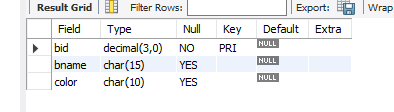 Result Grid Filter Rows: Export: Wrap
Field Type Null Key Default Extra
bid decimal(3,0) NO PRI NULL
bname char(15) YES NULL
color char(10) YES NULL